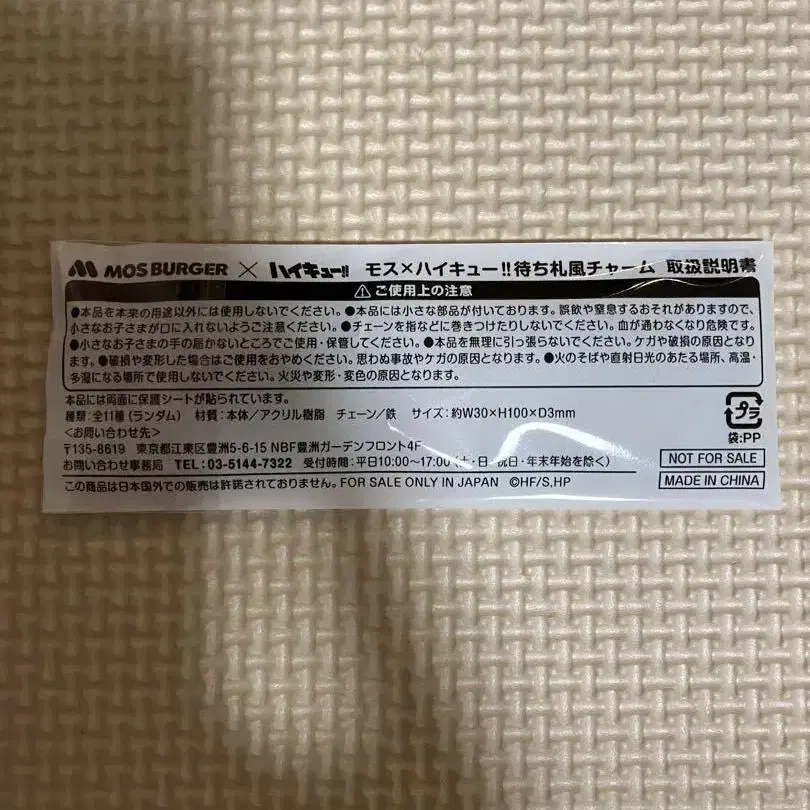 MOS BURGER × ハイキュー!! モス×ハイキュー!!待ち札風チャーム 取扱説明書
⚠ご使用上の注意
●本品を本来の用途以外には使用しないでください。●本品には小さな部品が付いております。誤飲や窒息するおそれがありますので、
小さなお子さまが口に入れないようご注意ください。●チェーンを指などに巻きつけたりしないでください。血が通わなくなり危険です。
●小さなお子さまの手の届かないところでご使用・保管してください。●本品を無理に引っ張らないでください。ケガや破損の原因となり
ます。●破損や変形した場合はご使用をおやめください。思わぬ事故やケガの原因となります。●火のそばや直射日光のあたる場所、高温・
多湿になる場所で使用しないでください。火災や変形・変色の原因となります。
本品には両面に保護シートが貼られています。
種類:全11種(ランダム) 材質:本体/アクリル樹脂 チェーン/鉄 サイズ:約W30×H100×D3mm
<お問い合わせ先>
〒135-8619 東京都江東区豊洲5-6-15 NBF豊洲ガーデンフロント4F
お問い合わせ事務局 TEL:03-5144-7322 受付時間:平日10:00~17:00(土・日・祝日・年末年始を除く)
この商品は日本国外での販売は許諾されておりません。FOR SALE ONLY IN JAPAN ©HF/S,HP
プラ
袋:PP
NOT FOR SALE
MADE IN CHINA